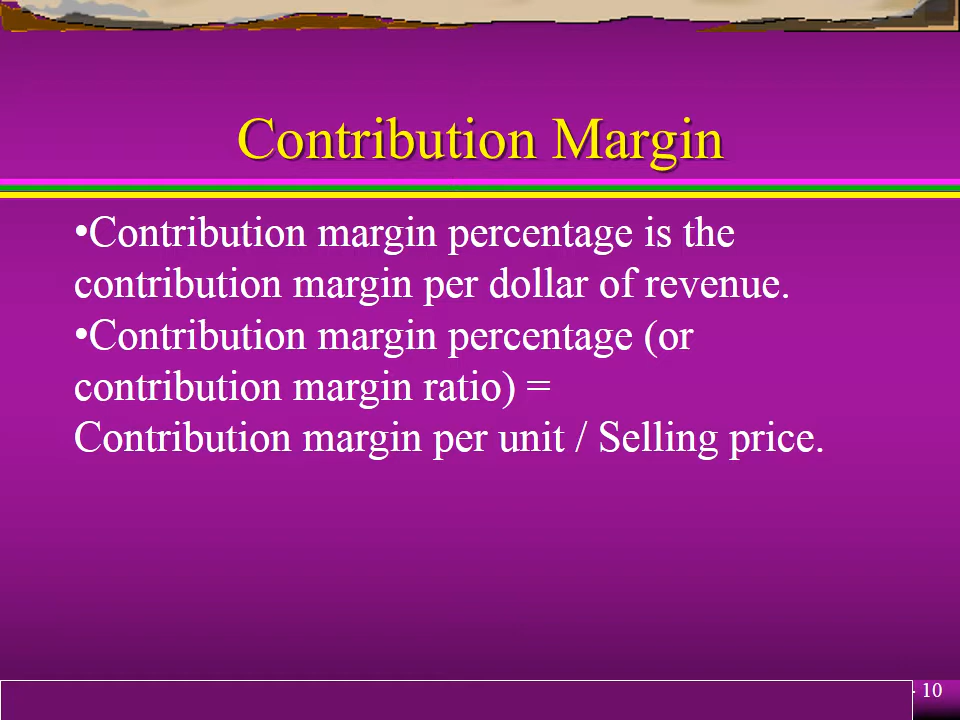 Contribution Margin
•Contribution margin percentage is the
contribution margin per dollar of revenue.
•Contribution margin percentage (or
contribution margin ratio) =
Contribution margin per unit / Selling price.
- 10